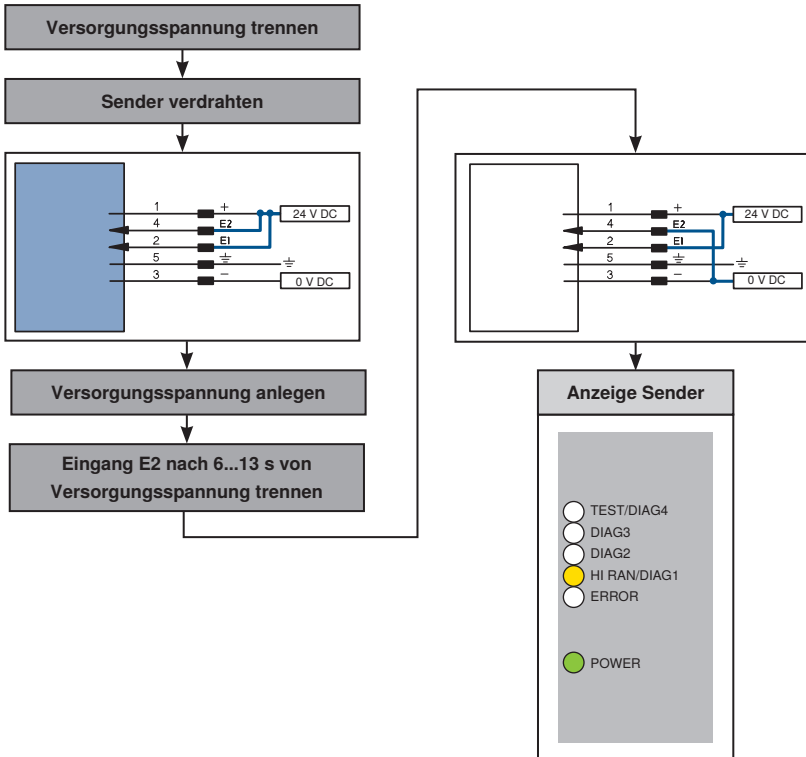 Versorgungsspannung trennen
Sender verdrahten
1 +
4 E2
2 E1
5
3 −
24 V DC
0 V DC
Versorgungsspannung anlegen
Eingang E2 nach 6...13 s von
Versorgungsspannung trennen
1 +
4 E2
2 E1
5
3 −
24 V DC
0 V DC
Anzeige Sender
TEST/DIAG4
DIAG3
DIAG2
HI RAN/DIAG1
ERROR
POWER